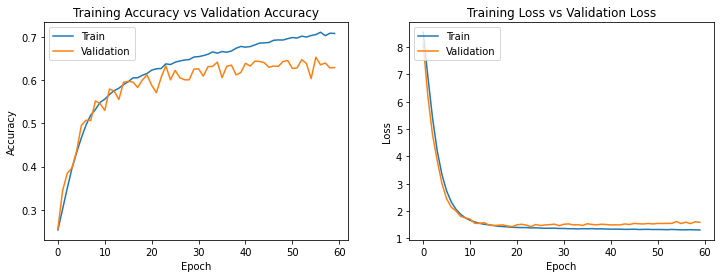 Training Accuracy vs Validation Accuracy
Train
Validation
0.7
0.6
0.5
0.4
0.3
Accuracy
0
10
20
30
40
50
60
Epoch
Training Loss vs Validation Loss
Train
Validation
8
7
6
5
4
3
2
1
Loss
0
10
20
30
40
50
60
Epoch